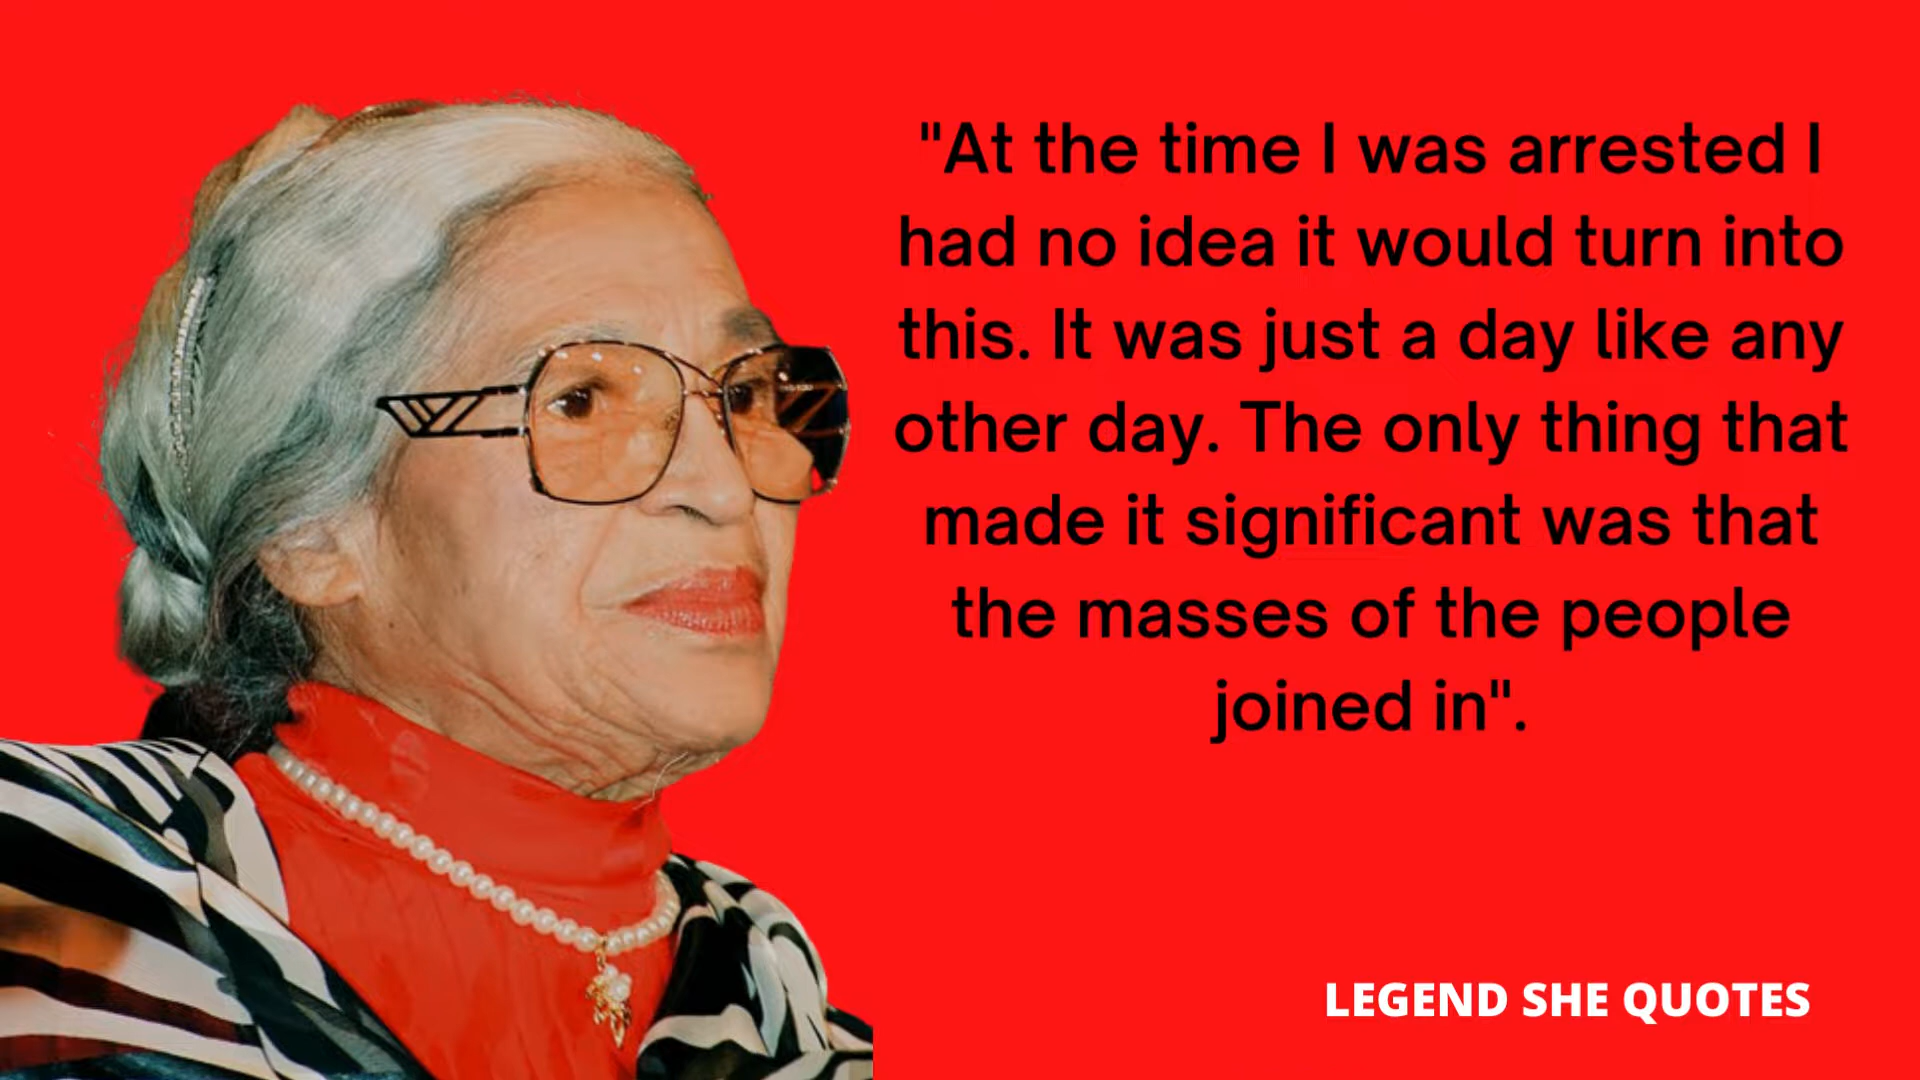 "At the time I was arrested I
had no idea it would turn into
this. It was just a day like any
other day. The only thing that
made it significant was that
the masses of the people
joined in".
LEGEND SHE QUOTES